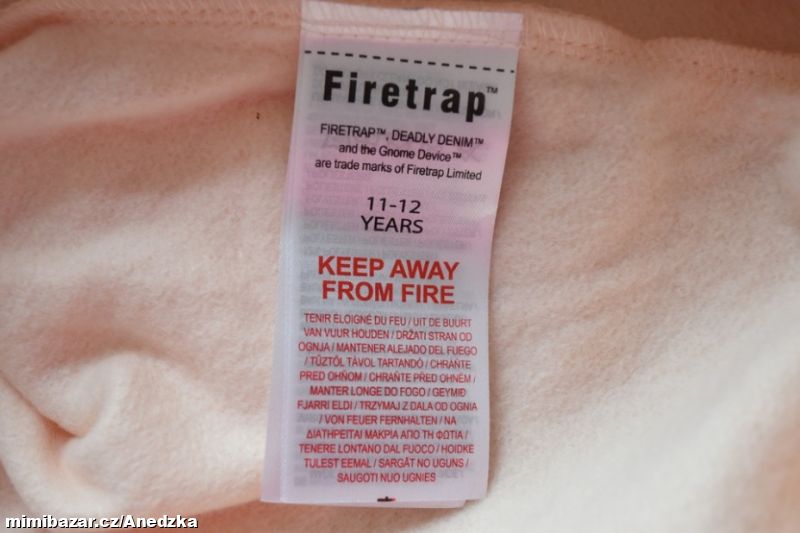 Firetrap™
FIRETRAP™, DEADLY DENIM™
and the Gnome Device™
are trade marks of Firetrap Limited
11-12
YEARS
KEEP AWAY
FROM FIRE
TENIR ÉLOIGNÉ DU FEU / UIT DE BUURT
VAN VUUR HOUDEN / DRŽATI STRAN OD
OGNJA / MANTENER ALEJADO DEL FUEGO
/ TŰZTŐL TÁVOL TARTANDÓ / CHRAŇTE
PRED OHŇOM / CHRAŇTE PŘED OHNĚM /
MANTER LONGE DO FOGO / GEYMIÐ
FJARRI ELDI / TRZYMAJ Z DALA OD OGNIA
/ VON FEUER FERNHALTEN / ΝΑ
ΔΙΑΤΗΡΕΙΤΑΙ ΜΑΚΡΙΑ ΑΠΟ ΤΗ ΦΩΤΙΑ /
TENERE LONTANO DAL FUOCO / HOIDKE
TULEST EEMAL / SARGĀT NO UGUNS /
SAUGOTI NUO UGNIES
mimibazar.cz/Anedzka